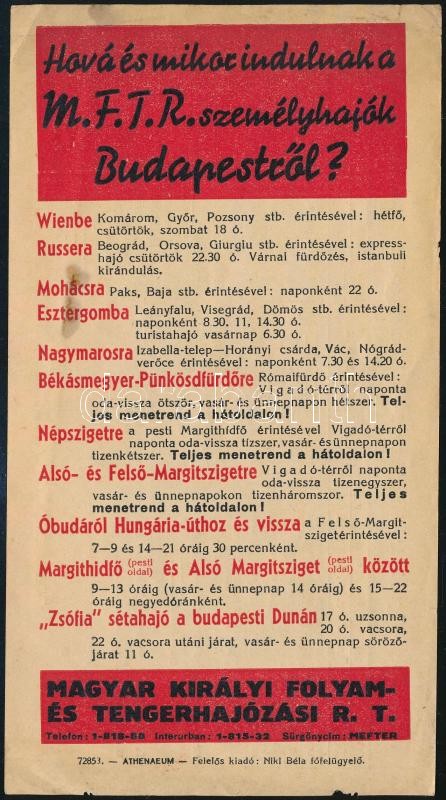 Hová és mikor indulnak a
M.F.T.R. személyhajók
Budapestről?
Wienbe Komárom, Győr, Pozsony stb. érintésével: hétfő,
csütörtök, szombat 18 ó.
Russera Beograd, Orsova, Giurgiu stb. érintésével: express-
hajó csütörtök 22.30 ó. Várnai fürdőzés, istanbuli
kirándulás.
Mohácsra Paks, Baja stb. érintésével: naponként 22 ó.
Esztergomba Leányfalu, Visegrád, Dömös stb. érintésével:
naponként 8.30, 11, 14.30 ó.
turistahajó vasárnap 6.30 ó.
Nagymarosra Izabella-telep—Horányi csárda, Vác, Nógrád-
verőce érintésével: naponként 7.30 és 14.20 ó.
Békásmegyer-Pünkösdfürdőre Rómaifürdő érintésével:
Vigadó-térről naponta
oda-vissza ötször, vasár- és ünnepnapon hétszer. Tel-
jes menetrend a hátoldalon!
Népszigetre a pesti Margithídfő érintésével Vigadó-térről
naponta oda-vissza tízszer, vasár- és ünnepnapon
tizenkétszer. Teljes menetrend a hátoldalon!
Alsó- és Felső-Margitszigetre Vigadó-térről naponta
oda-vissza tizenegyszer,
vasár- és ünnepnapokon tizenháromszor. Teljes
menetrend a hátoldalon!
Óbudáról Hungária-úthoz és vissza a Felső-Margit-
szigetérintésével:
7—9 és 14—21 óráig 30 percenként.
Margithidfő (pesti oldal) és Alsó Margitsziget (pesti oldal) között
9—13 óráig (vasár- és ünnepnap 14 óráig) és 15—22
óráig negyedóránként.
„Zsófia" sétahajó a budapesti Dunán 17 ó. uzsonna,
20 ó. vacsora,
22 ó. vacsora utáni járat, vasár- és ünnepnap söröző-
járat 11 ó.
MAGYAR KIRÁLYI FOLYAM-
ÉS TENGERHAJÓZÁSI R. T.
Telefon: 1-818-80 Interurban: 1-815-32 Sürgönycím: MEFTER
72853. — ATHENAEUM — Felelős kiadó: Nikl Béla főfelügyelő.
darabanth